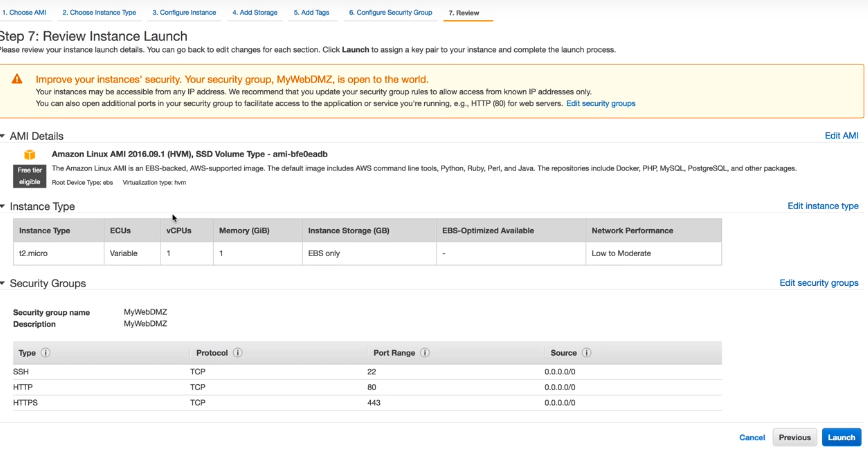 1. Choose AMI 2. Choose Instance Type 3. Configure Instance 4. Add Storage 5. Add Tags 6. Configure Security Group 7. Review
Step 7: Review Instance Launch
Please review your instance launch details. You can go back to edit changes for each section. Click Launch to assign a key pair to your instance and complete the launch process.
Improve your instances' security. Your security group, MyWebDMZ, is open to the world.
Your instances may be accessible from any IP address. We recommend that you update your security group rules to allow access from known IP addresses only.
You can also open additional ports in your security group to facilitate access to the application or service you're running, e.g., HTTP (80) for web servers. Edit security groups
AMI Details Edit AMI
Amazon Linux AMI 2016.09.1 (HVM), SSD Volume Type - ami-bfe0eadb
Free tier eligible
The Amazon Linux AMI is an EBS-backed, AWS-supported image. The default image includes AWS command line tools, Python, Ruby, Perl, and Java. The repositories include Docker, PHP, MySQL, PostgreSQL, and other packages.
Root Device Type: ebs Virtualization type: hvm
Instance Type Edit instance type
Instance Type ECUs vCPUs Memory (GiB) Instance Storage (GB) EBS-Optimized Available Network Performance
t2.micro Variable 1 1 EBS only - Low to Moderate
Security Groups Edit security groups
Security group name MyWebDMZ
Description MyWebDMZ
Type Protocol Port Range Source
SSH TCP 22 0.0.0.0/0
HTTP TCP 80 0.0.0.0/0
HTTPS TCP 443 0.0.0.0/0
Cancel Previous Launch